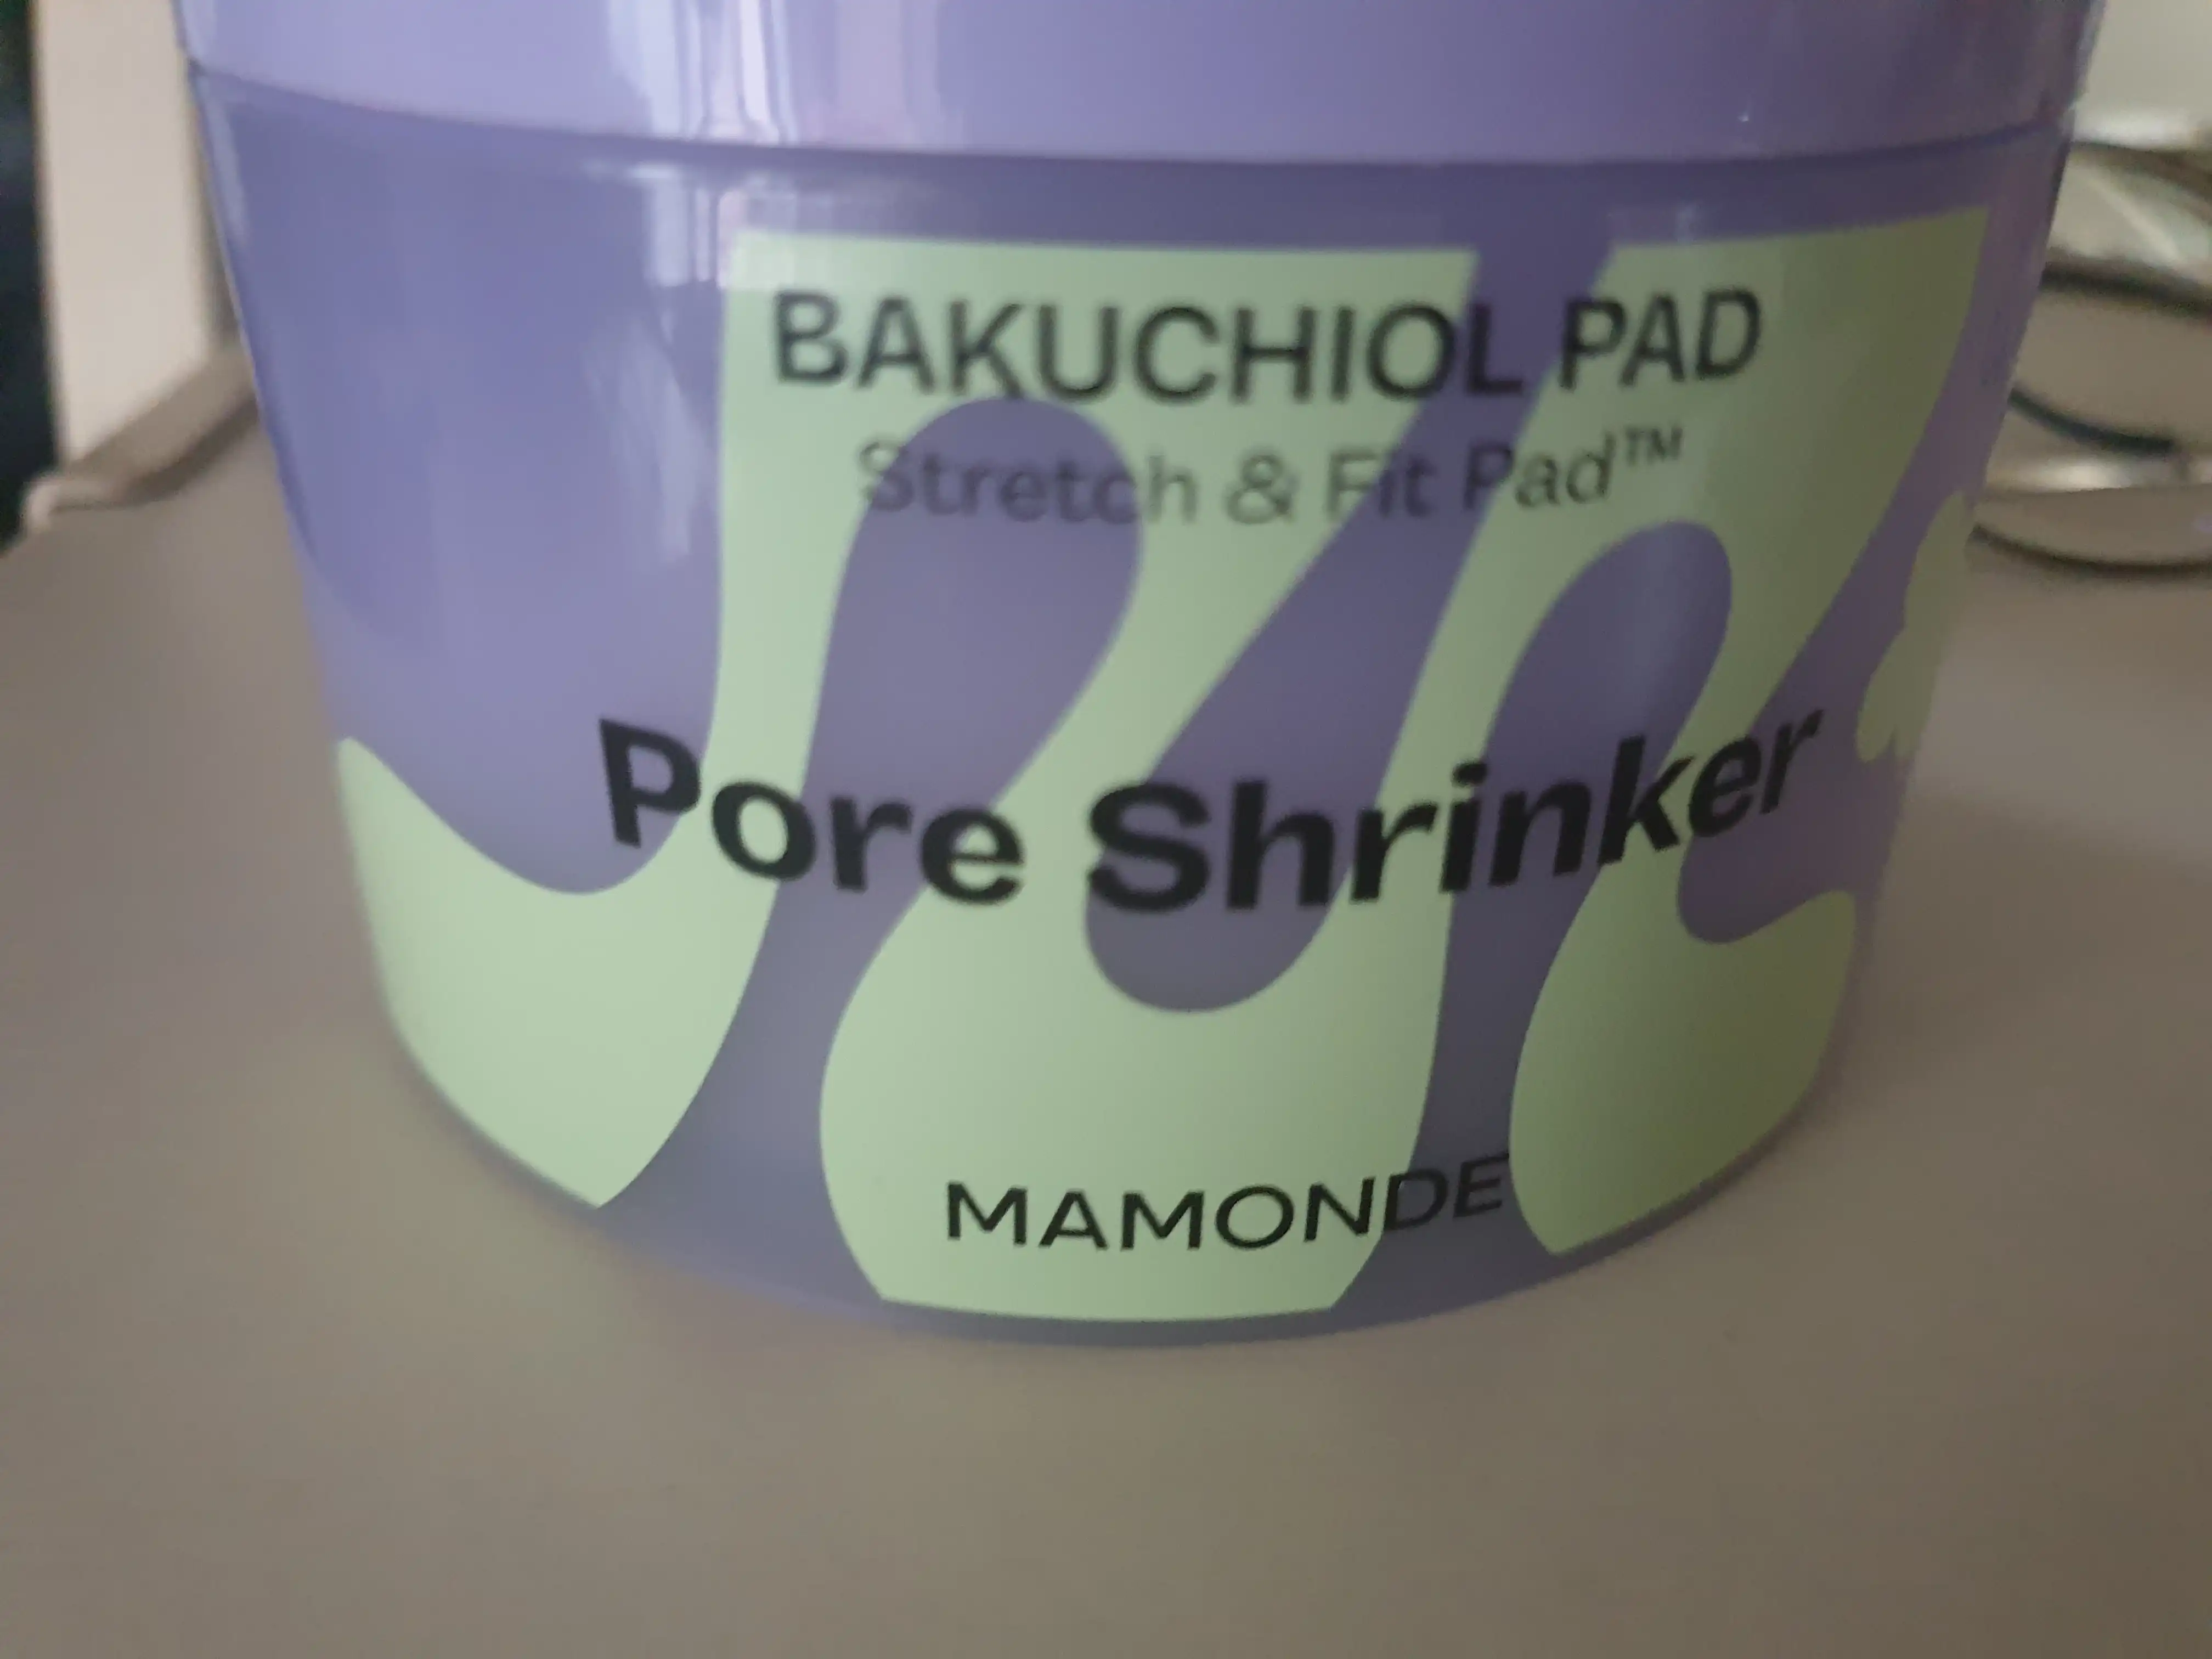 BAKUCHIOL PAD
Stretch & Fit Pad™
Pore Shrinker
MAMONDE